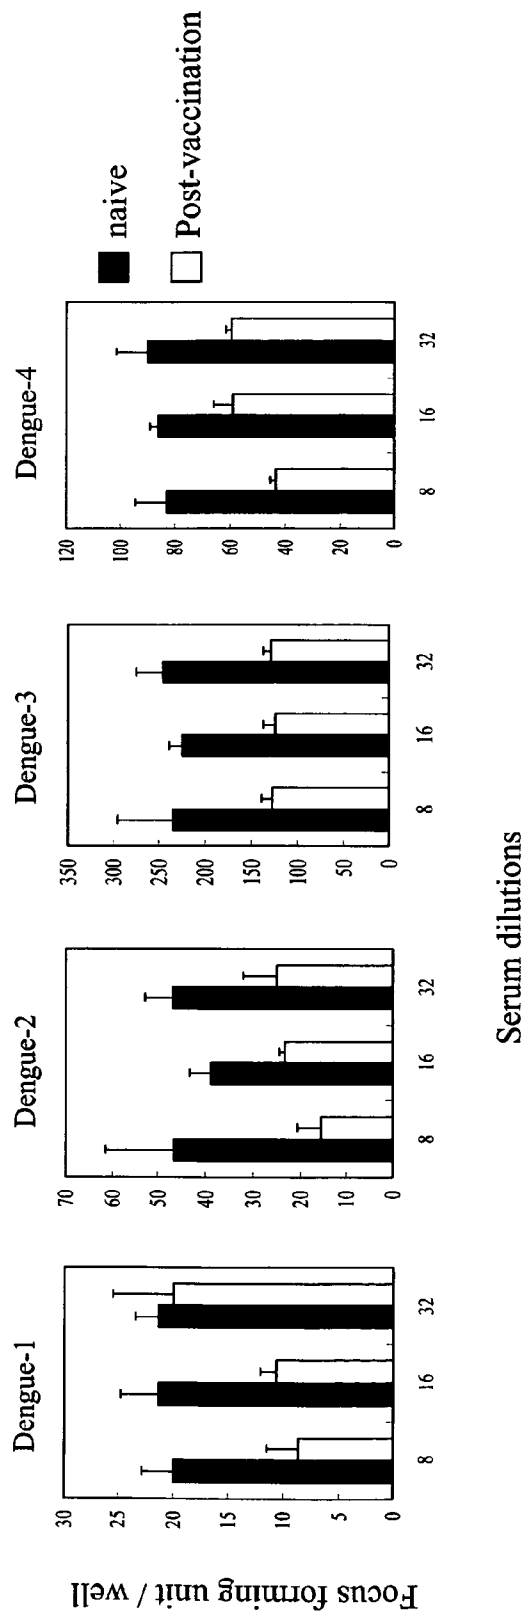 Dengue-1
Dengue-2
Dengue-3
Dengue-4
30
25
20
15
10
5
0
70
60
50
40
30
20
10
0
350
300
250
200
150
100
50
0
120
100
80
60
40
20
0
Focus forming unit / well
8 16 32
8 16 32
8 16 32
8 16 32
Serum dilutions
naive
Post-vaccination